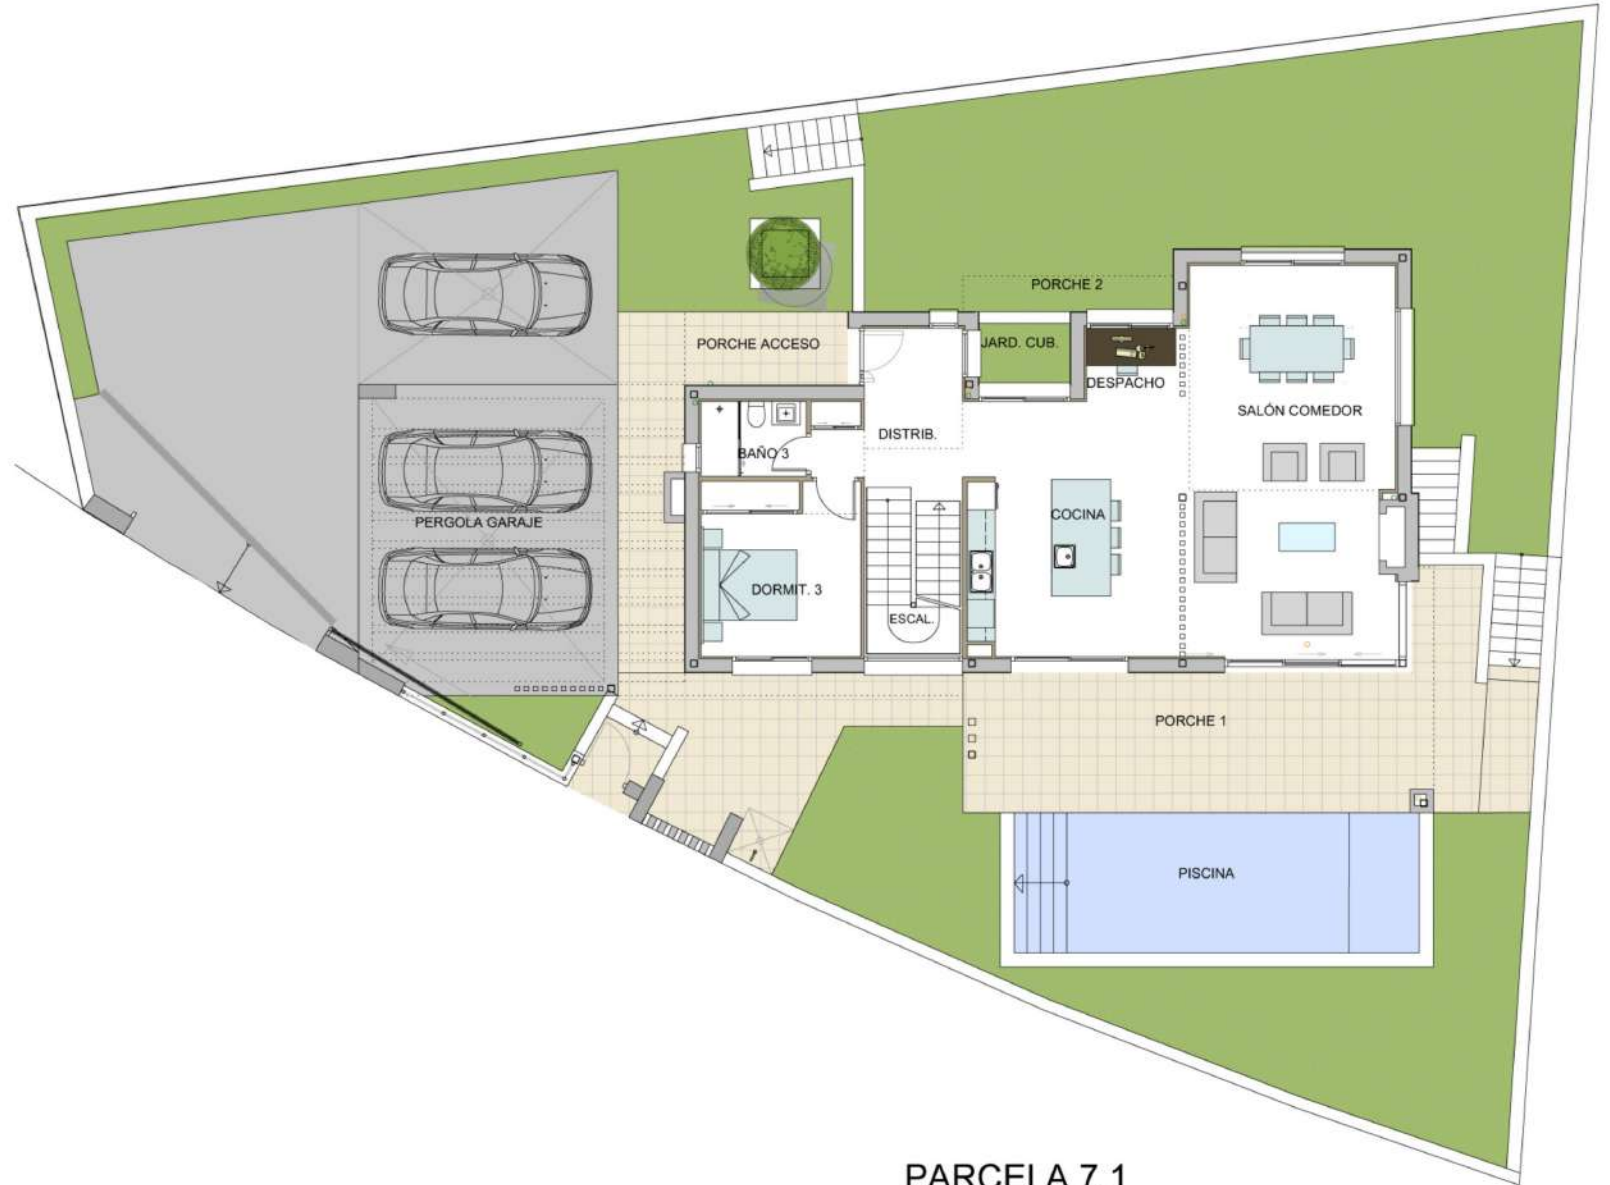 PORCHE 2
PORCHE ACCESO
JARD. CUB.
DESPACHO
SALÓN COMEDOR
DISTRIB.
BAÑO 3
COCINA
PERGOLA GARAJE
DORMIT. 3
ESCAL.
PORCHE 1
PISCINA
PARCELA 7.1